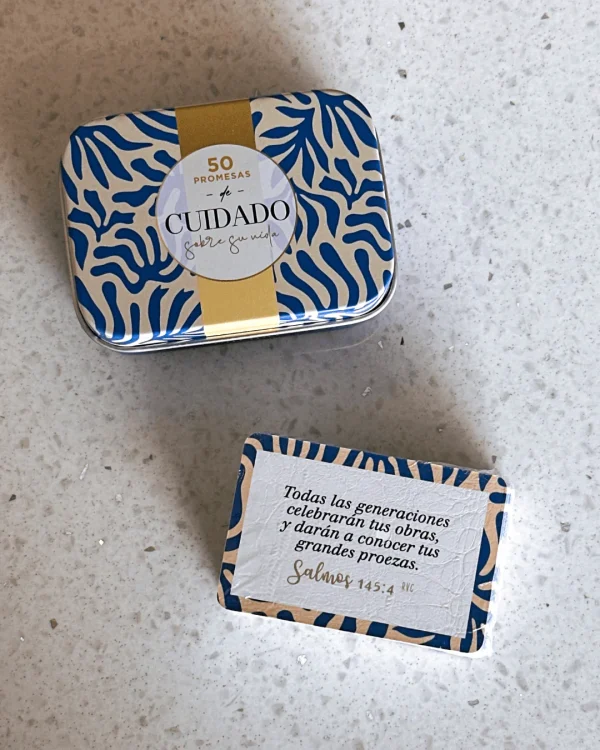 50
PROMESAS
- de -
CUIDADO
sobre su vida
Todas las generaciones
celebrarán tus obras,
y darán a conocer tus
grandes proezas.
Salmos 145:4 RVC